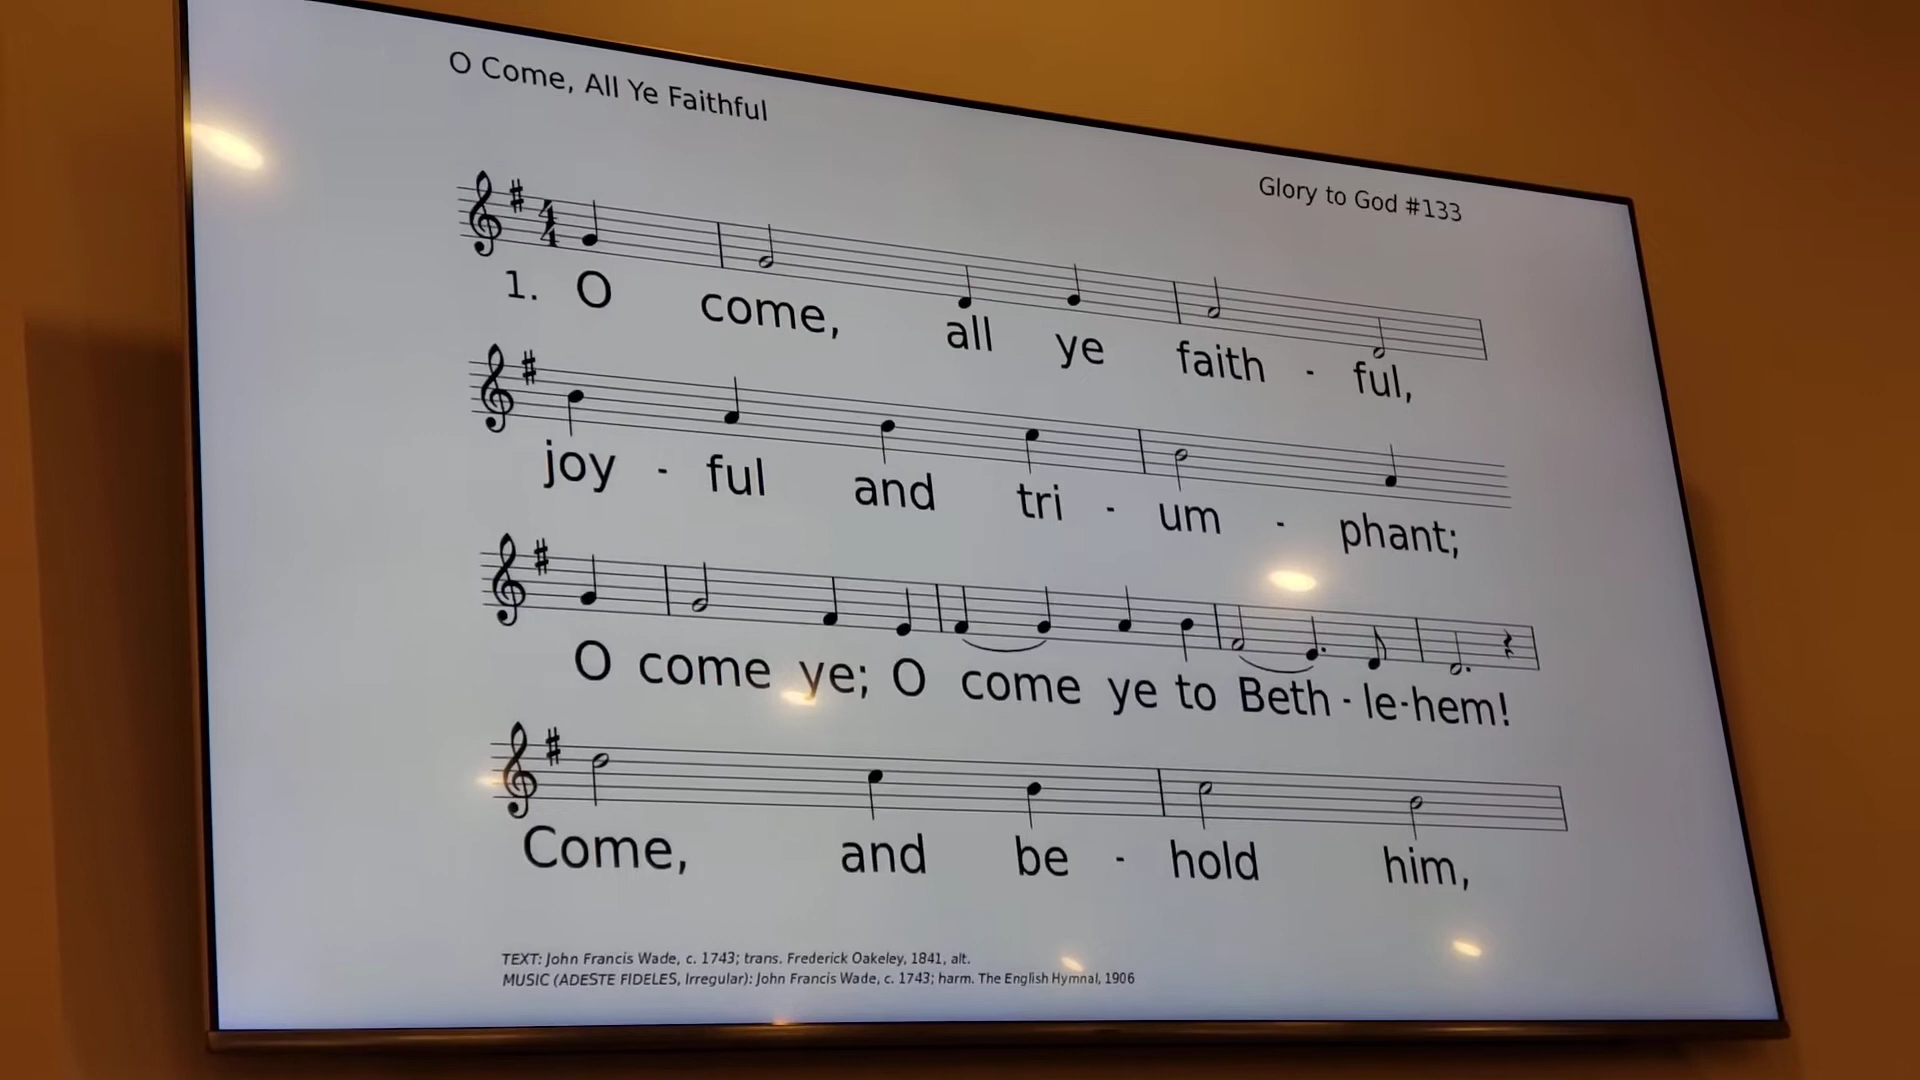 O Come, All Ye Faithful
Glory to God #133
1. O come, all ye faith - ful,
joy - ful and tri - um - phant;
O come ye; O come ye to Beth - le-hem!
Come, and be - hold him,
TEXT: John Francis Wade, c. 1743; trans. Frederick Oakeley, 1841, alt.
MUSIC (ADESTE FIDELES, Irregular): John Francis Wade, c. 1743; harm. The English Hymnal, 1906